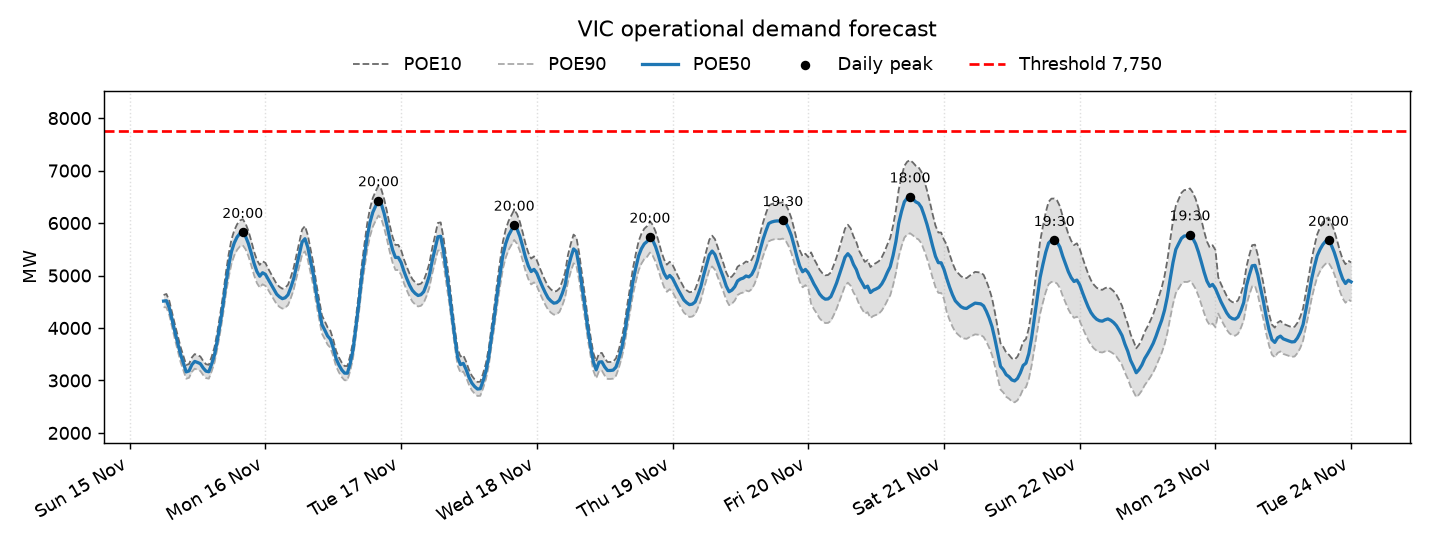 VIC operational demand forecast
POE10 POE90 POE50 Daily peak Threshold 7,750
MW
8000
7000
6000
5000
4000
3000
2000
20:00
20:00
20:00
20:00
19:30
18:00
19:30
19:30
20:00
Sun 15 Nov
Mon 16 Nov
Tue 17 Nov
Wed 18 Nov
Thu 19 Nov
Fri 20 Nov
Sat 21 Nov
Sun 22 Nov
Mon 23 Nov
Tue 24 Nov